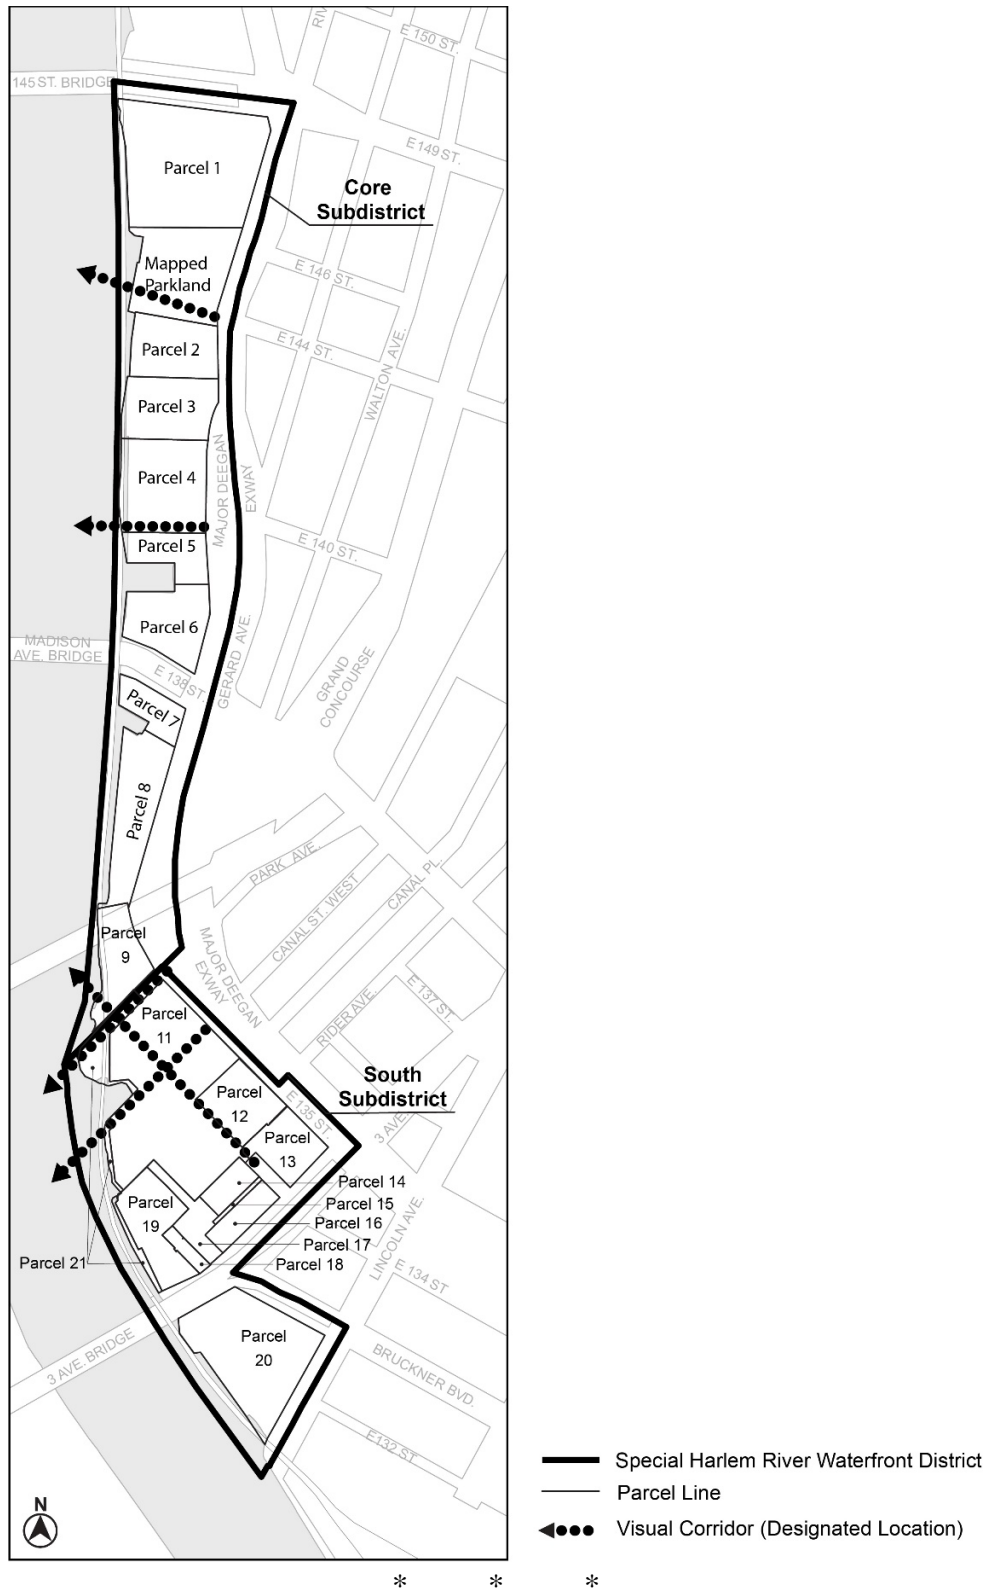 RIV
E 150 ST.
145 ST. BRIDGE
E 149 ST.
Parcel 1
Core
Subdistrict
Mapped
Parkland
E 146 ST.
E 144 ST.
Parcel 2
WALTON AVE.
Parcel 3
MAJOR DEEGAN
EXWAY
Parcel 4
E 140 ST.
Parcel 5
Parcel 6
GERARD AVE.
MADISON
AVE. BRIDGE
E 138 ST.
GRAND
CONCOURSE
Parcel 7
Parcel 8
PARK AVE.
CANAL PL.
CANAL ST. WEST
Parcel
9
MAJOR DEEGAN
EXWAY
E 137 ST.
RIDER AVE.
Parcel
11
South
Subdistrict
Parcel
12
E 135 ST.
3 AVE.
Parcel
13
Parcel 14
Parcel 15
Parcel 16
Parcel 17
Parcel 18
Parcel
19
Parcel 21
LINCOLN AVE.
E 134 ST
Parcel
20
3 AVE. BRIDGE
BRUCKNER BVD.
E132 ST
N
Special Harlem River Waterfront District
Parcel Line
Visual Corridor (Designated Location)
* * *